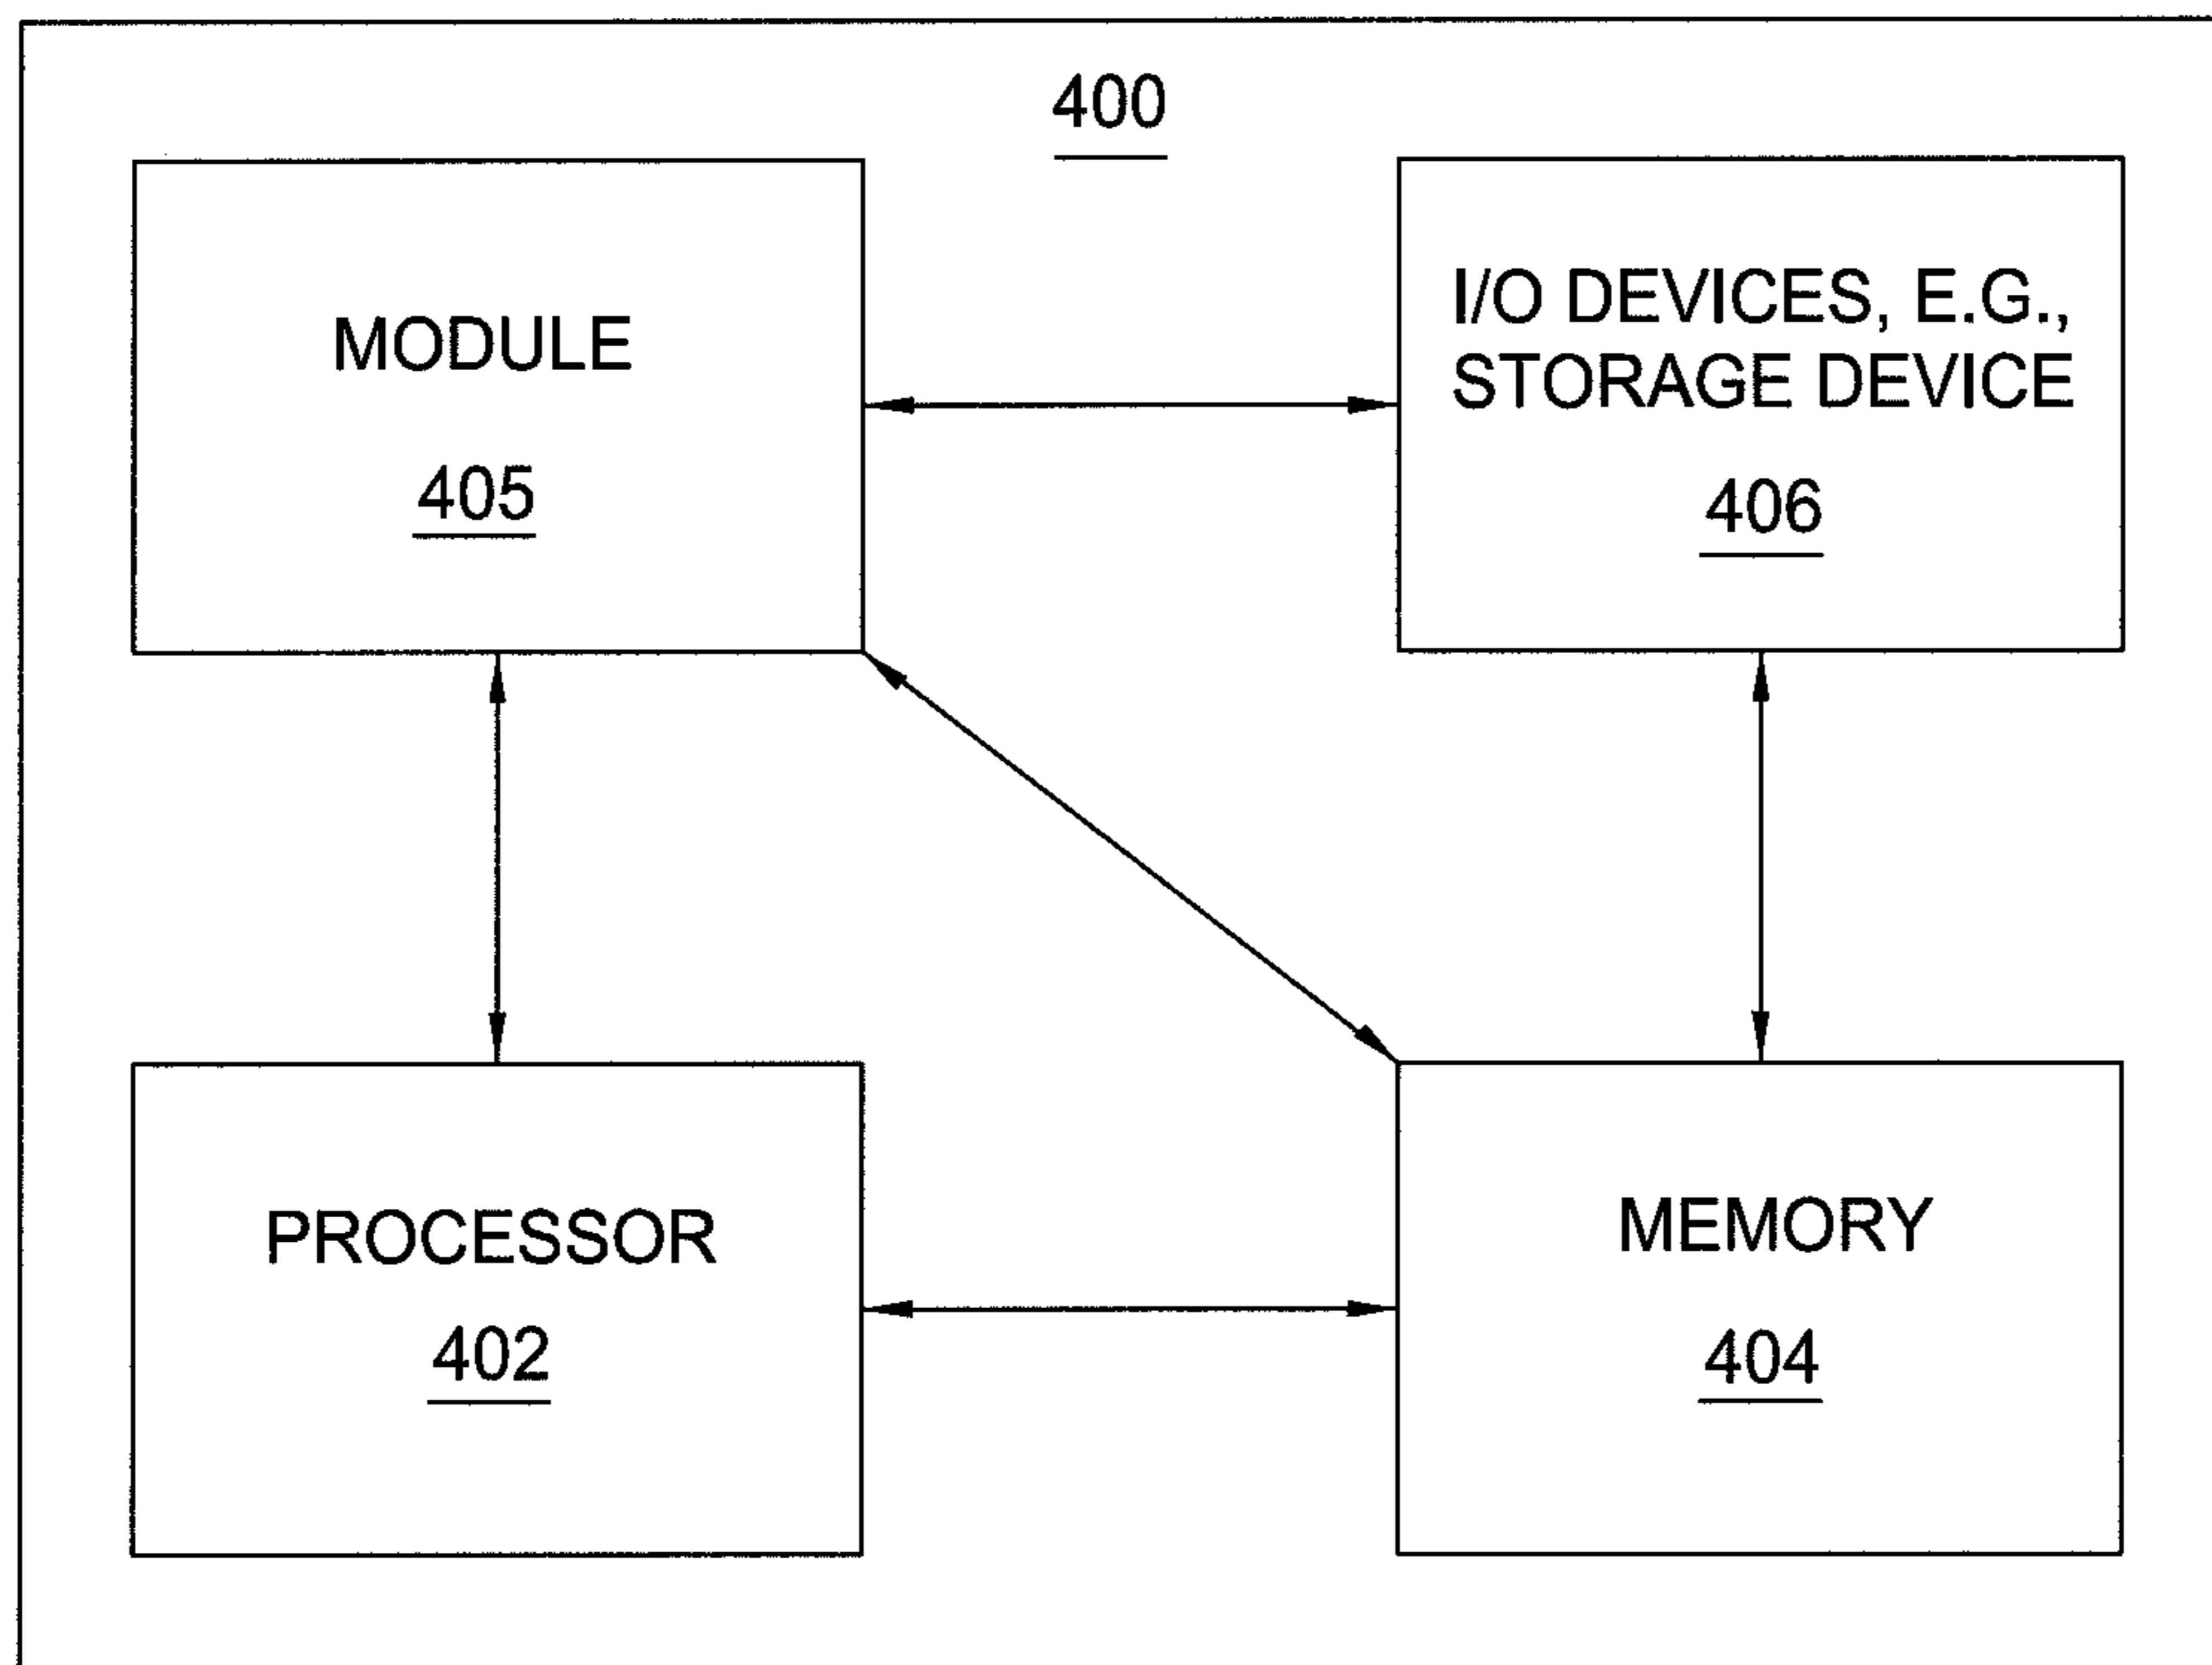 400
MODULE
405
I/O DEVICES, E.G.,
STORAGE DEVICE
406
PROCESSOR
402
MEMORY
404